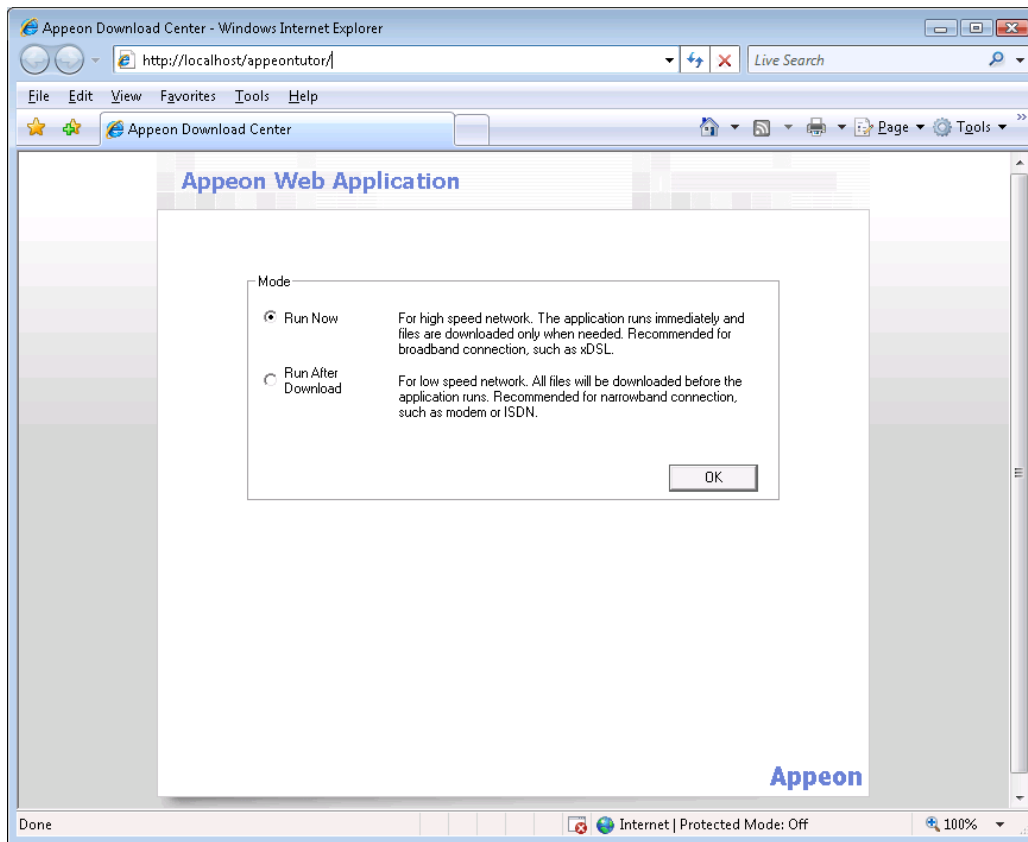 Appeon Download Center - Windows Internet Explorer
http://localhost/appeontutor/
Live Search
File Edit View Favorites Tools Help
Appeon Download Center
Page Tools
Appeon Web Application
Mode
Run Now
For high speed network. The application runs immediately and
files are downloaded only when needed. Recommended for
broadband connection, such as xDSL.
Run After
Download
For low speed network. All files will be downloaded before the
application runs. Recommended for narrowband connection,
such as modem or ISDN.
OK
Appeon
Done
Internet | Protected Mode: Off
100%